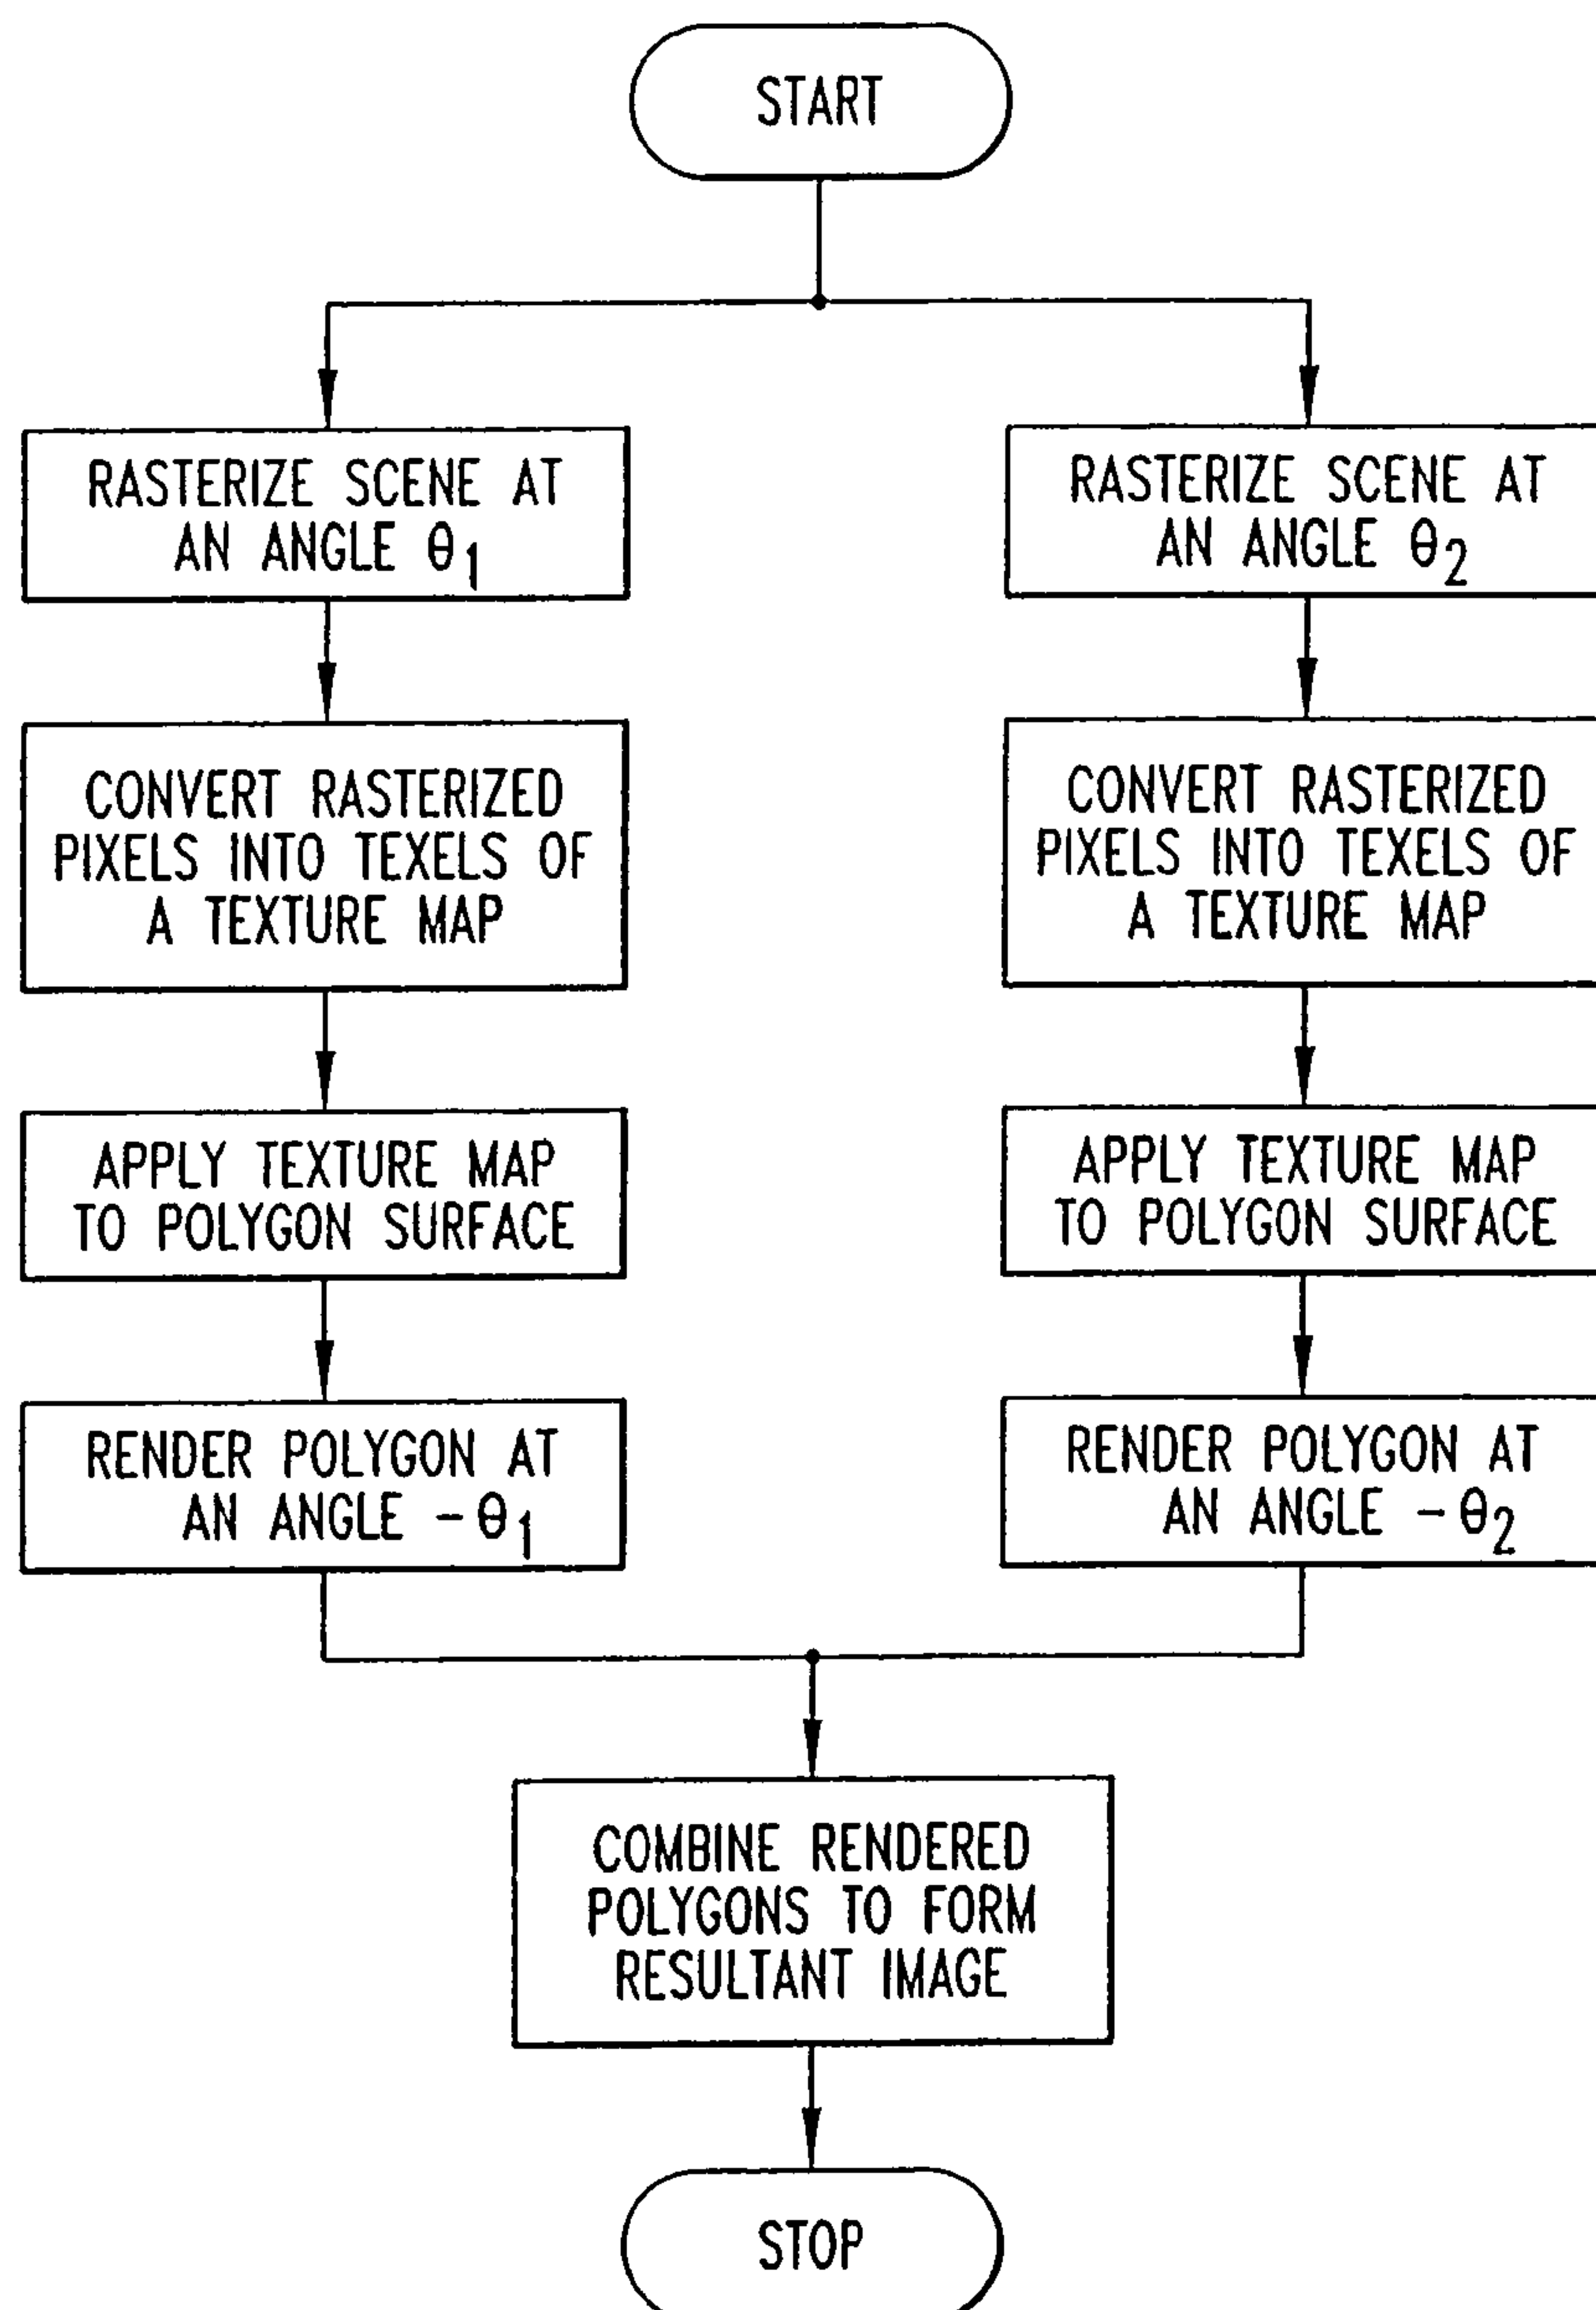 START
RASTERIZE SCENE AT
AN ANGLE θ1
RASTERIZE SCENE AT
AN ANGLE θ2
CONVERT RASTERIZED
PIXELS INTO TEXELS OF
A TEXTURE MAP
CONVERT RASTERIZED
PIXELS INTO TEXELS OF
A TEXTURE MAP
APPLY TEXTURE MAP
TO POLYGON SURFACE
APPLY TEXTURE MAP
TO POLYGON SURFACE
RENDER POLYGON AT
AN ANGLE -θ1
RENDER POLYGON AT
AN ANGLE -θ2
COMBINE RENDERED
POLYGONS TO FORM
RESULTANT IMAGE
STOP